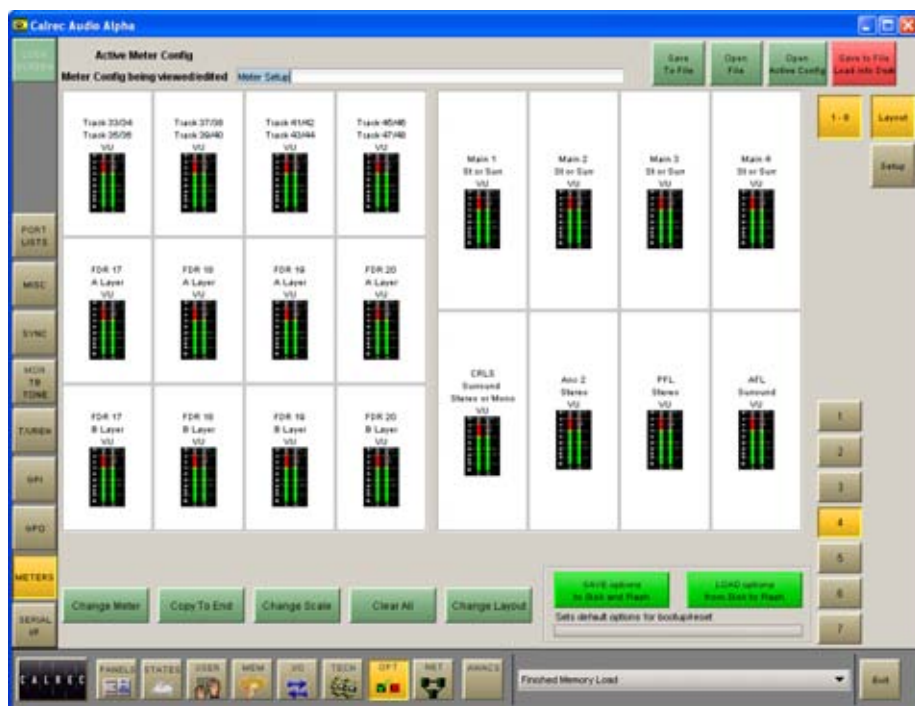 Calrec Audio Alpha
Active Meter Config
Meter Config being viewed/edited
Meter Setup
Save To File
Open File
Open Active Config
Save to File Load into Desk
Track 33/34
Track 35/36
VU
Track 37/38
Track 39/40
VU
Track 41/42
Track 43/44
VU
Track 45/46
Track 47/48
VU
Main 1
St or Surr
VU
Main 2
St or Surr
VU
Main 3
St or Surr
VU
Main 4
St or Surr
VU
1 - 8
Layout
Setup
PORT LISTS
MISC
SYNC
MON TB TONE
GPI
GPO
METERS
SERIAL I/F
FDR 17
A Layer
VU
FDR 18
A Layer
VU
FDR 19
A Layer
VU
FDR 20
A Layer
VU
FDR 17
B Layer
VU
FDR 18
B Layer
VU
FDR 19
B Layer
VU
FDR 20
B Layer
VU
CRLS
Surround
Stereo or Mono
VU
Stereo
VU
PFL
Stereo
VU
AFL
Surround
VU
1
2
3
4
5
6
7
Change Meter
Copy To End
Change Scale
Clear All
Change Layout
SAVE options
to Disk and Flash
LOAD options
from Disk to Flash
Sets default options for bootup/reset
CALREC
PANELS
STATES
USER
MEM
I/O
TECH
OPT
NET
AWACS
Finished Memory Load
Exit